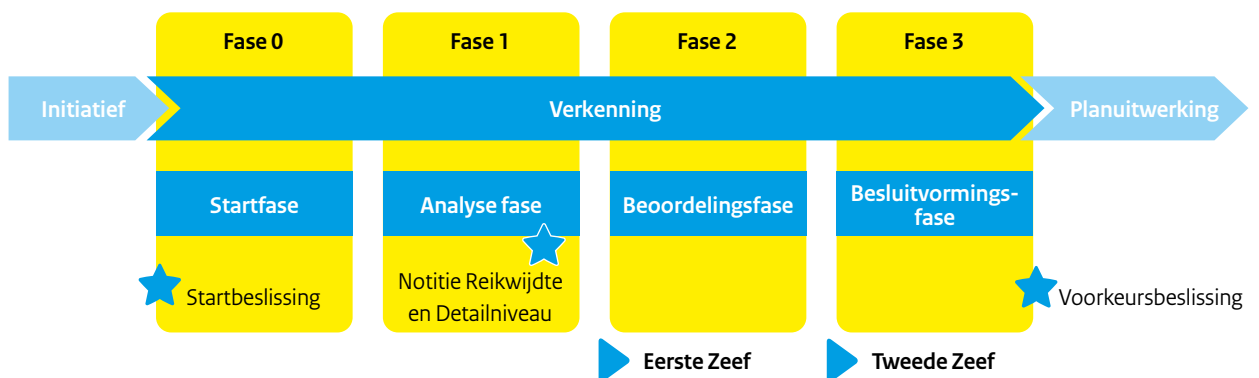 Fase 0
Fase 1
Fase 2
Fase 3
Initiatief
Verkenning
Planuitwerking
Startfase
Analyse fase
Beoordelingsfase
Besluitvormings-
fase
Startbeslissing
Notitie Reikwijdte
en Detailniveau
Voorkeursbeslissing
Eerste Zeef
Tweede Zeef